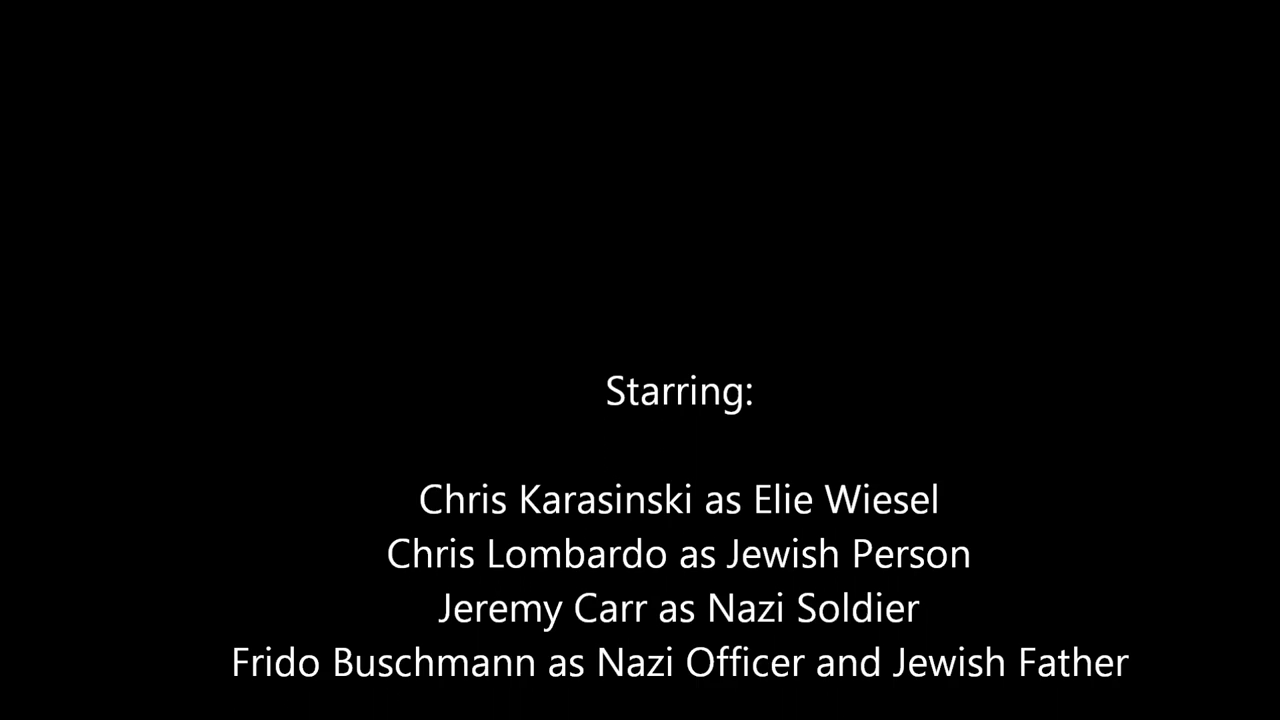 Starring:
Chris Karasinski as Elie Wiesel
Chris Lombardo as Jewish Person
Jeremy Carr as Nazi Soldier
Frido Buschmann as Nazi Officer and Jewish Father